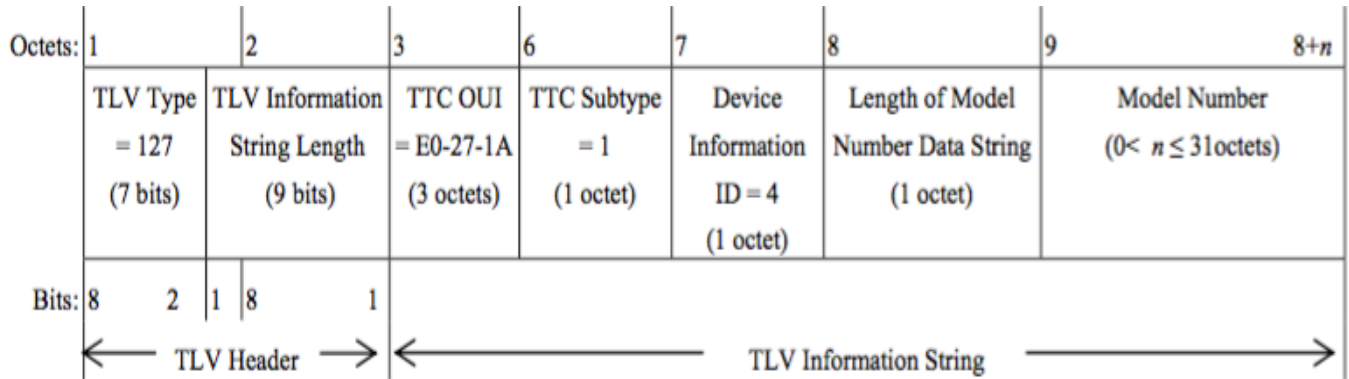 Octets: 1 2 3 6 7 8 9 8+n
TLV Type TLV Information TTC OUI TTC Subtype Device Length of Model Model Number
= 127 String Length = E0-27-1A = 1 Information Number Data String (0< n ≤ 31octets)
(7 bits) (9 bits) (3 octets) (1 octet) ID = 4 (1 octet)
(1 octet)
Bits: 8 2 1 8 1
TLV Header TLV Information String